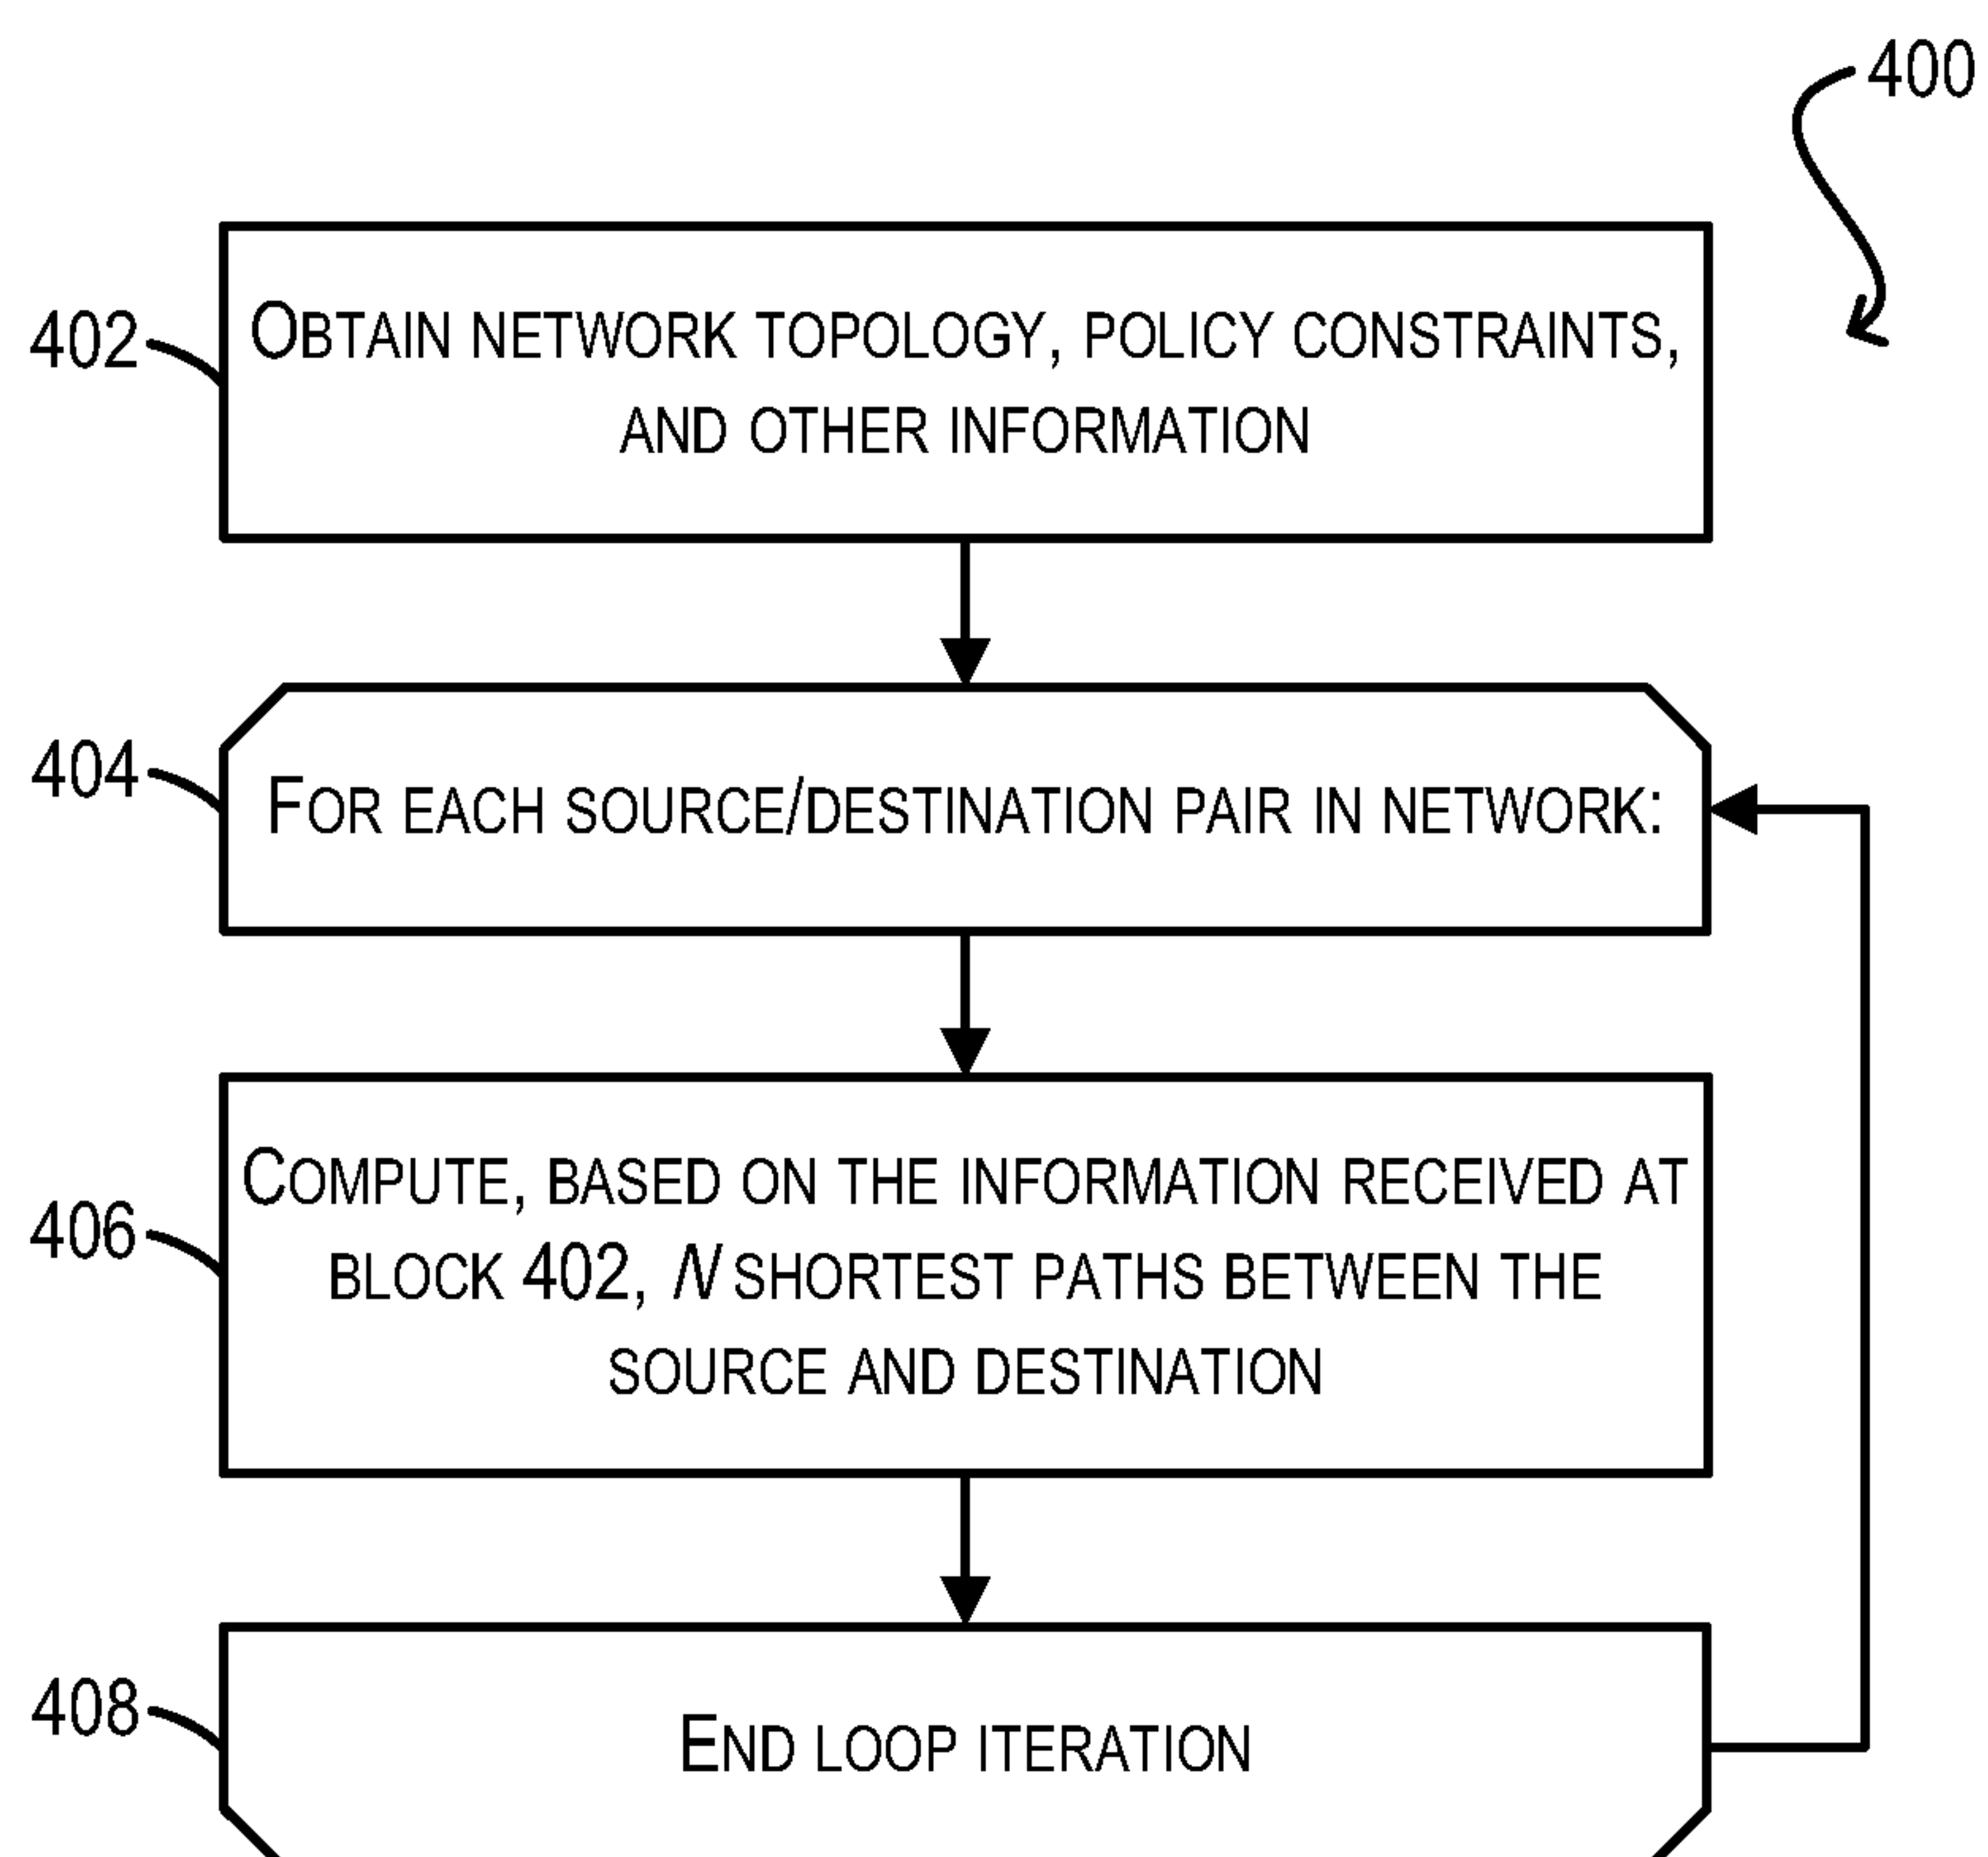 400
402
OBTAIN NETWORK TOPOLOGY, POLICY CONSTRAINTS,
AND OTHER INFORMATION
404
FOR EACH SOURCE/DESTINATION PAIR IN NETWORK:
406
COMPUTE, BASED ON THE INFORMATION RECEIVED AT
BLOCK 402, N SHORTEST PATHS BETWEEN THE
SOURCE AND DESTINATION
408
END LOOP ITERATION